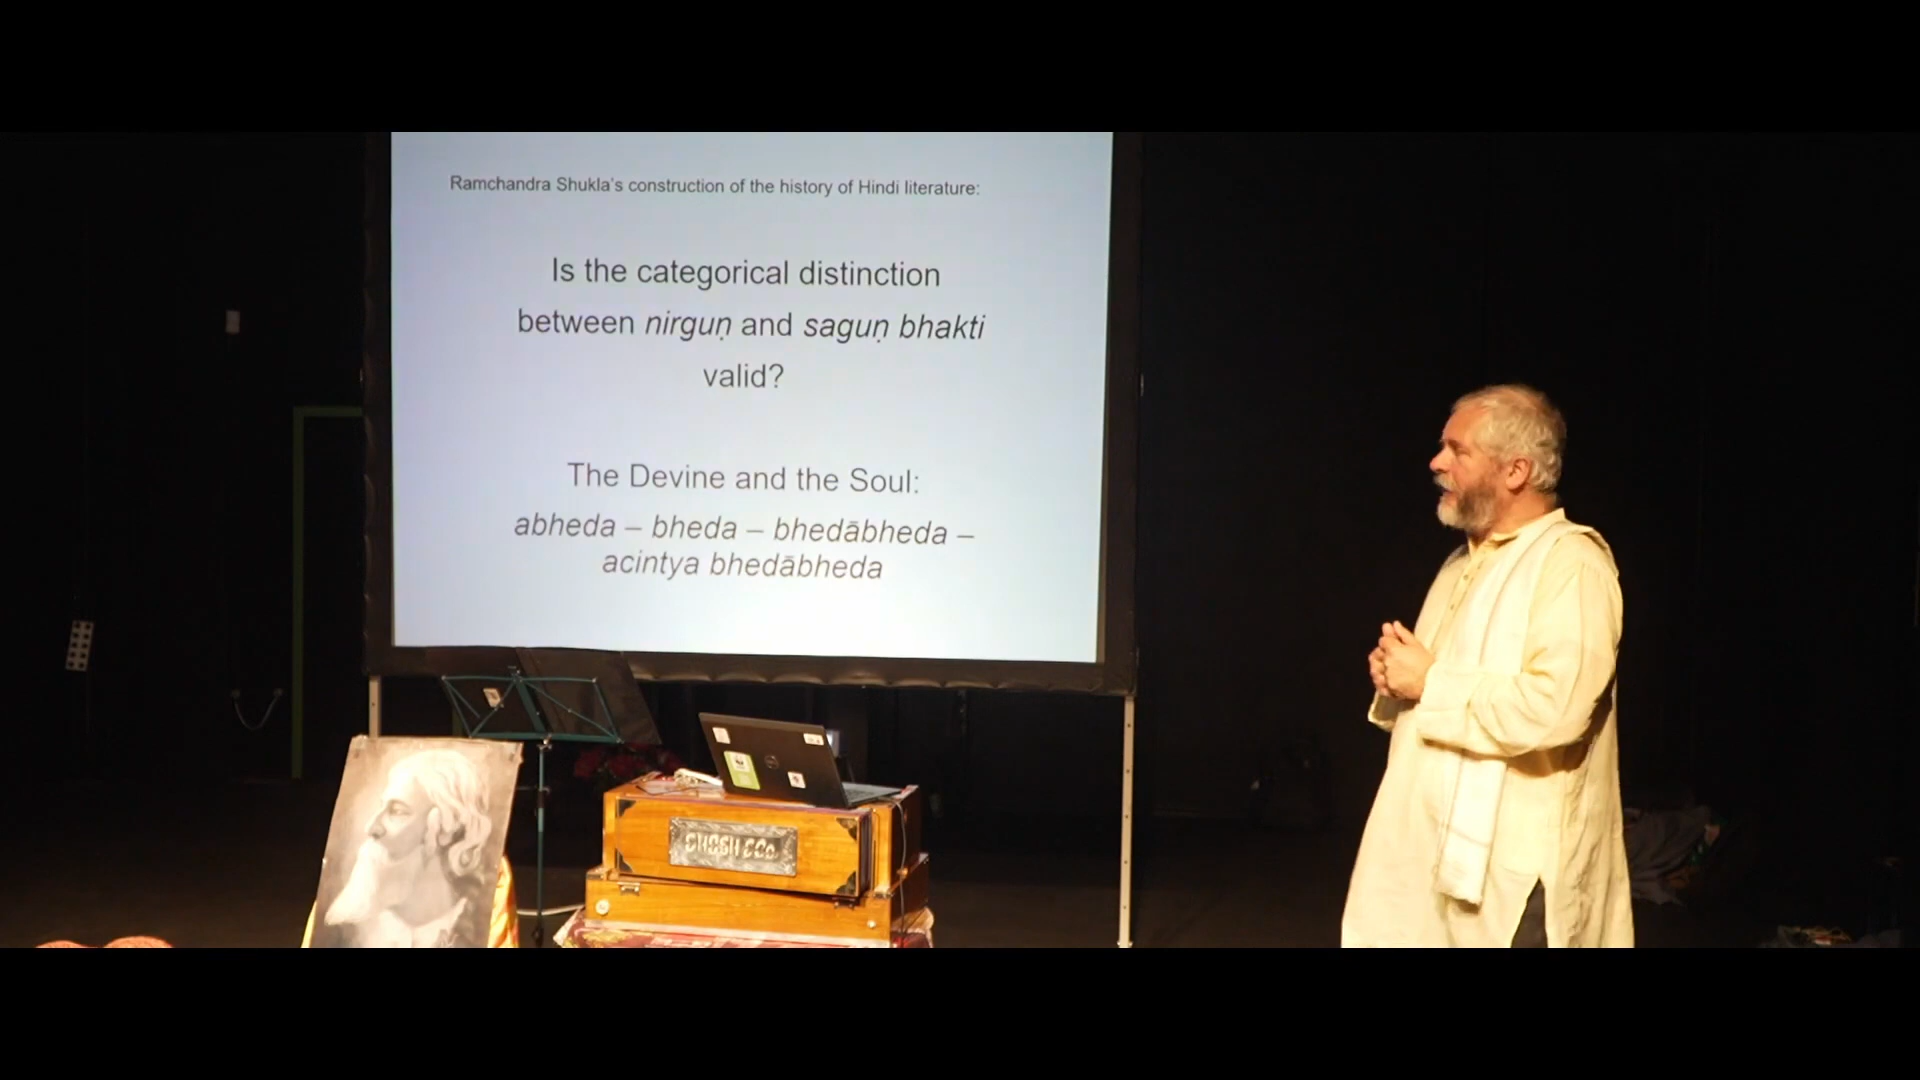 Ramchandra Shukla's construction of the history of Hindi literature:
Is the categorical distinction
between nirguṇ and saguṇ bhakti
valid?
The Devine and the Soul:
abheda – bheda – bhedābheda –
acintya bhedābheda